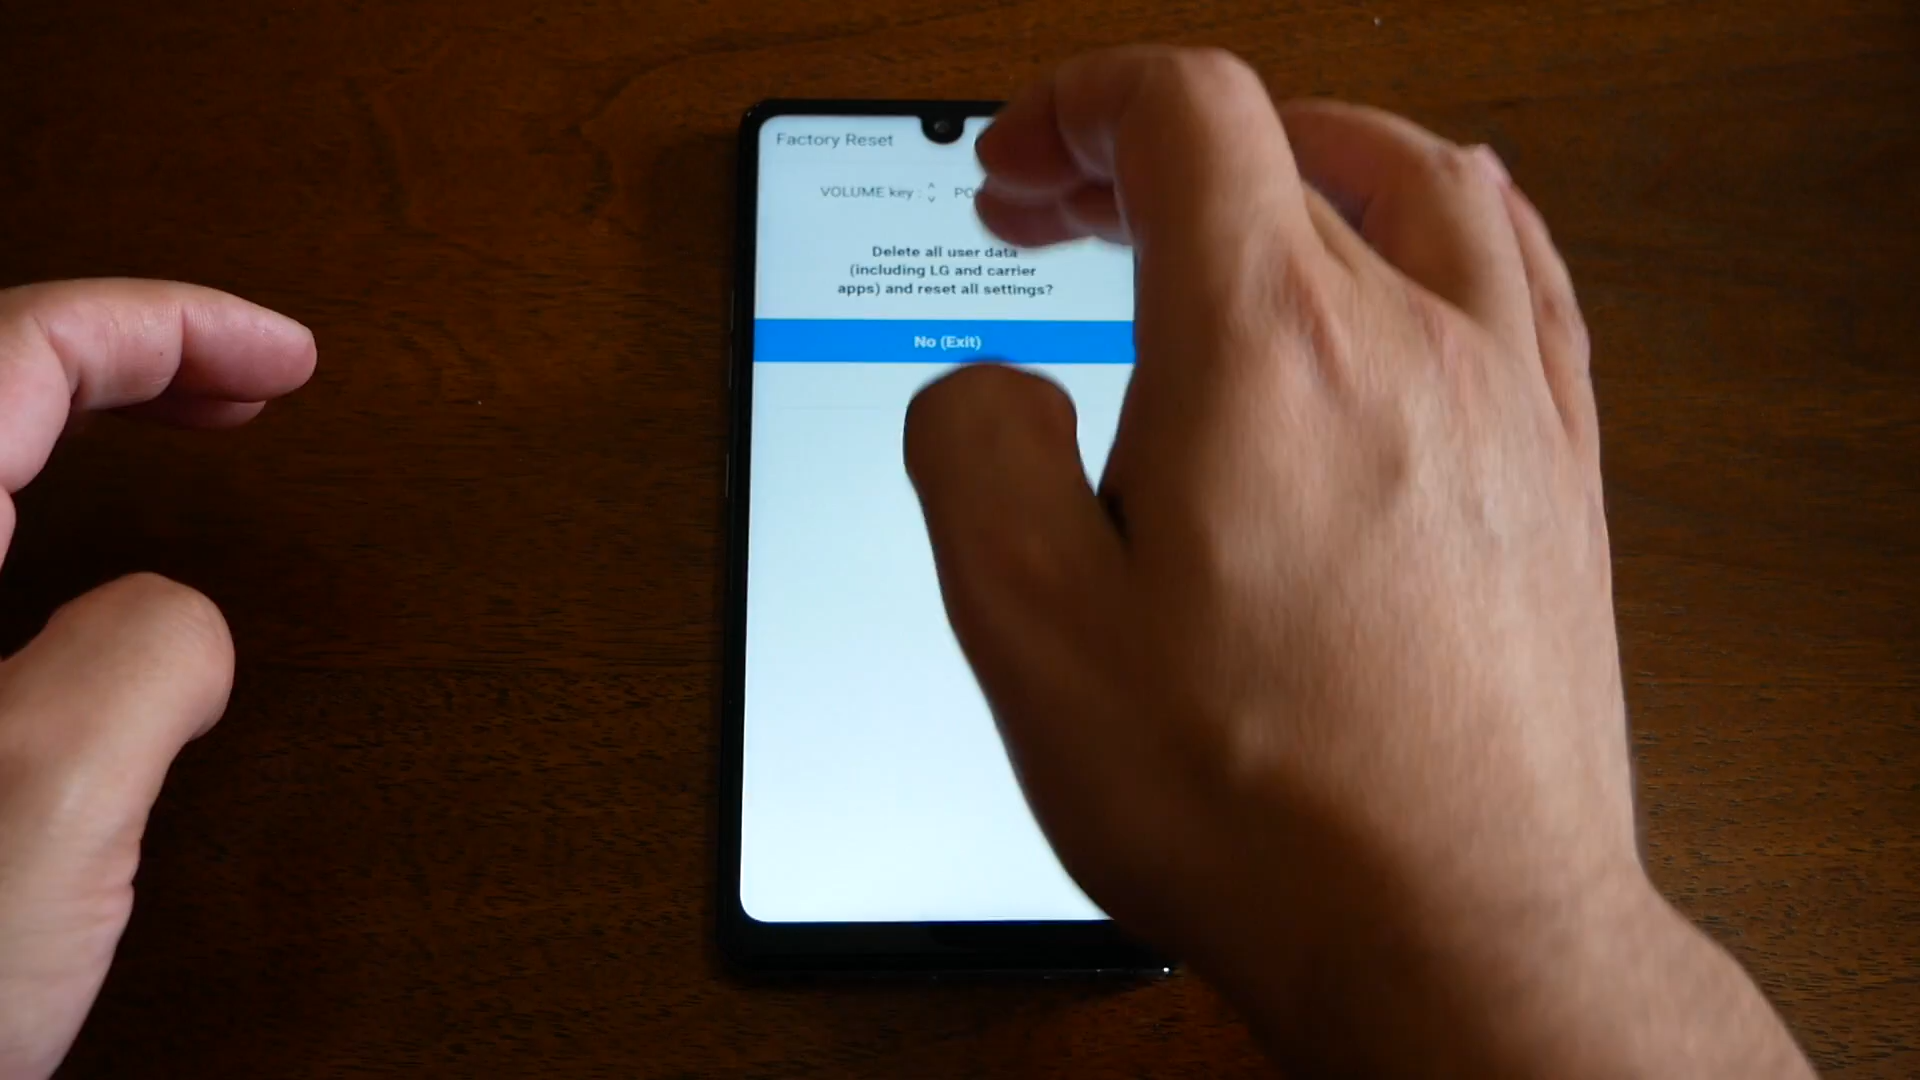 Factory Reset
VOLUME key :
Delete all user data
(including LG and carrier
apps) and reset all settings?
No (Exit)